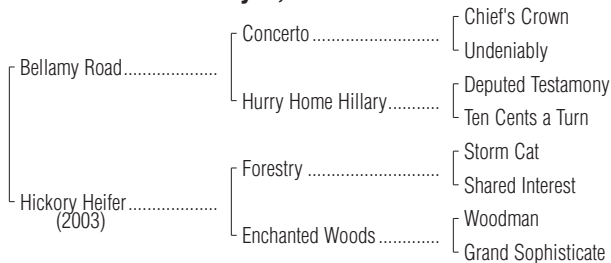 Chief's Crown
Concerto .....................
Undeniably
Bellamy Road....................
Deputed Testamony
Hurry Home Hillary...........
Ten Cents a Turn
Storm Cat
Forestry ......................
Shared Interest
Hickory Heifer...................
(2003)
Woodman
Enchanted Woods .............
Grand Sophisticate